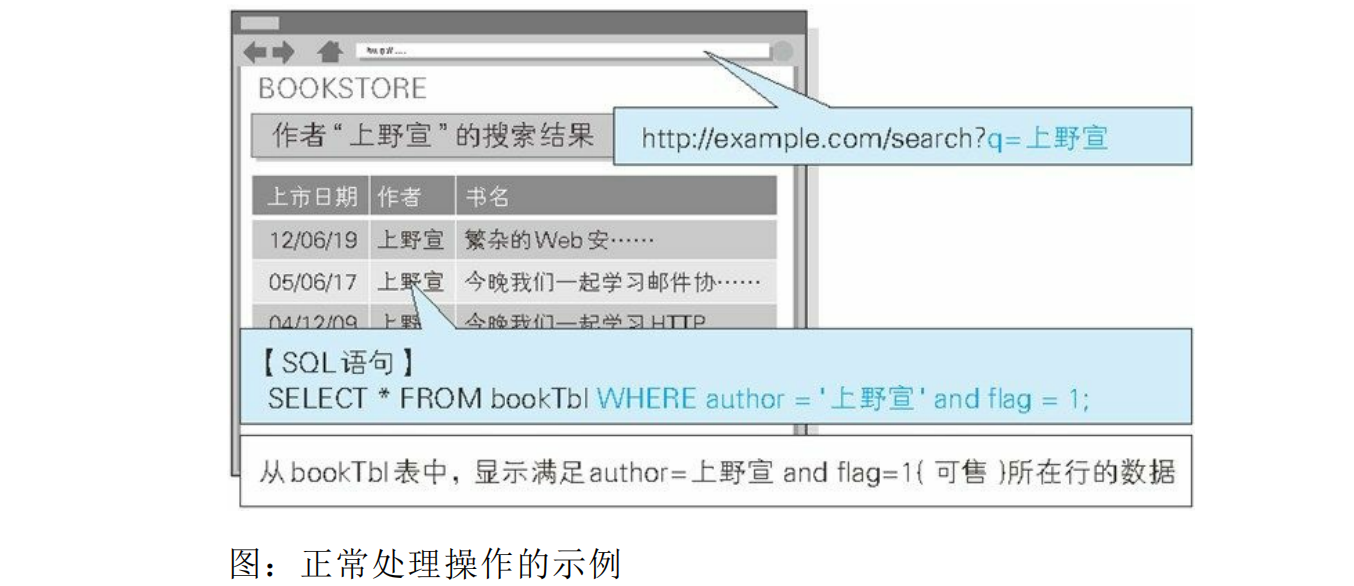 BOOKSTORE
作者“上野宣”的搜索结果
http://example.com/search?q=上野宣
上市日期 作者 书名
12/06/19 上野宣 繁杂的Web安……
05/06/17 上野宣 今晚我们一起学习邮件协……
04/12/09 上野 今晚我们一起学习HTTP
【SQL语句】
SELECT * FROM bookTbl WHERE author = '上野宣' and flag = 1;
从bookTbl表中，显示满足author=上野宣 and flag=1( 可售 )所在行的数据
图：正常处理操作的示例